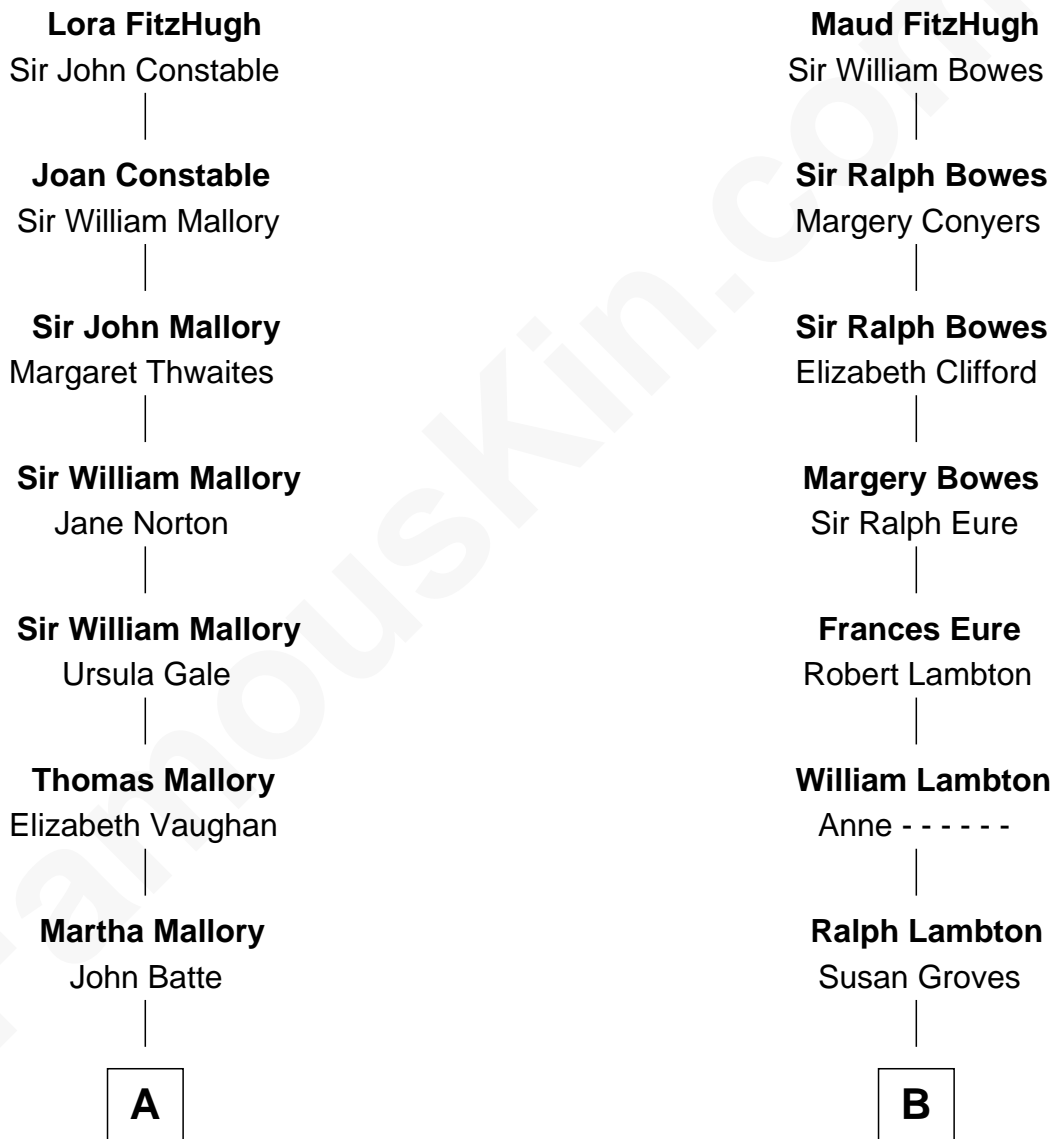 Lora FitzHugh
Sir John Constable
Joan Constable
Sir William Mallory
Sir John Mallory
Margaret Thwaites
Sir William Mallory
Jane Norton
Sir William Mallory
Ursula Gale
Thomas Mallory
Elizabeth Vaughan
Martha Mallory
John Batte
A
Maud FitzHugh
Sir William Bowes
Sir Ralph Bowes
Margery Conyers
Sir Ralph Bowes
Elizabeth Clifford
Margery Bowes
Sir Ralph Eure
Frances Eure
Robert Lambton
William Lambton
Anne - - - - - -
Ralph Lambton
Susan Groves
B
FamousKin.com